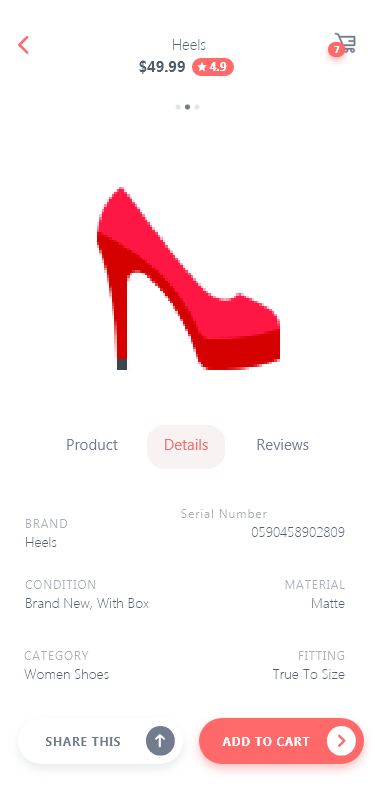 Heels
$49.99 4.9
7
Product Details Reviews
BRAND Serial Number
Heels 0590458902809
CONDITION MATERIAL
Brand New, With Box Matte
CATEGORY FITTING
Women Shoes True To Size
SHARE THIS ADD TO CART